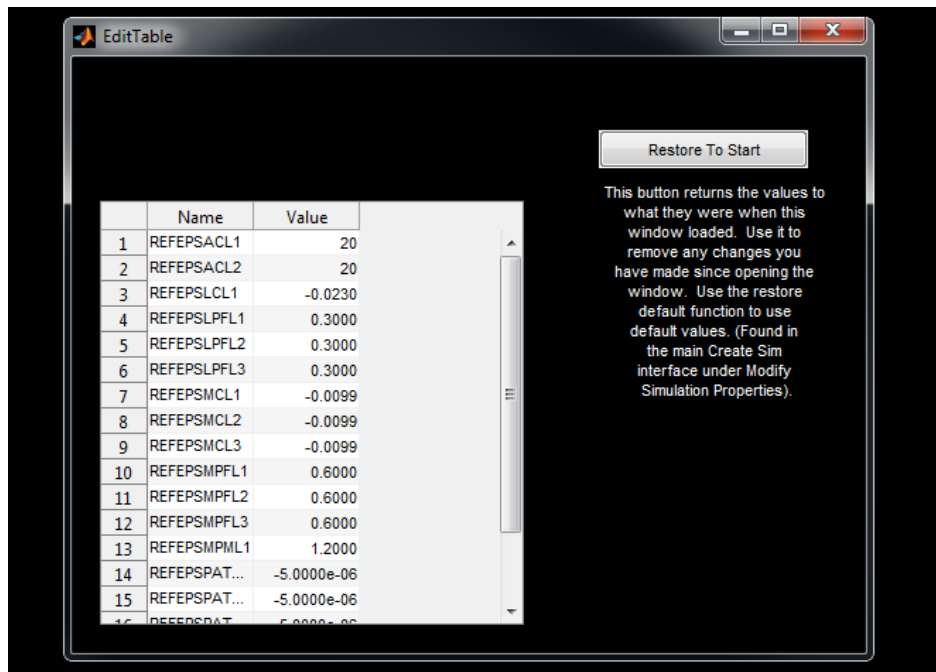 EditTable
Restore To Start
This button returns the values to
what they were when this
window loaded.  Use it to
remove any changes you
have made since opening the
window.  Use the restore
default function to use
default values. (Found in
the main Create Sim
interface under Modify
Simulation Properties).
Name Value
1 REFEPSACL1 20
2 REFEPSACL2 20
3 REFEPSLCL1 -0.0230
4 REFEPSLPFL1 0.3000
5 REFEPSLPFL2 0.3000
6 REFEPSLPFL3 0.3000
7 REFEPSMCL1 -0.0099
8 REFEPSMCL2 -0.0099
9 REFEPSMCL3 -0.0099
10 REFEPSMPFL1 0.6000
11 REFEPSMPFL2 0.6000
12 REFEPSMPFL3 0.6000
13 REFEPSMPML1 1.2000
14 REFEPSPAT... -5.0000e-06
15 REFEPSPAT... -5.0000e-06